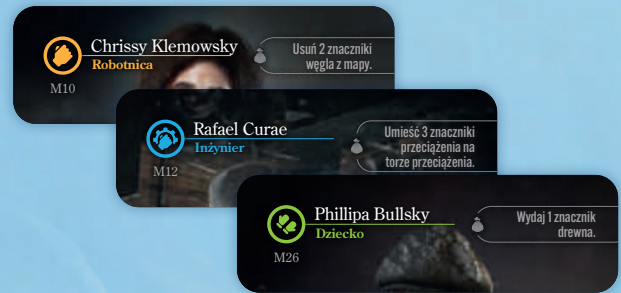 Chrissy Klemowsky
Robotnica
M10
Usuń 2 znaczniki
węgla z mapy.
Rafael Curae
Inżynier
M12
Umieść 3 znaczniki
przeciążenia na
torze przeciążenia.
Phillipa Bullsky
Dziecko
M26
Wydaj 1 znacznik
drewna.